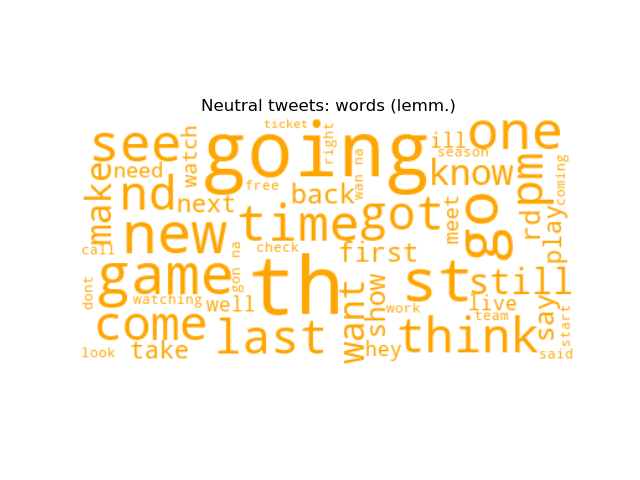 Neutral tweets: words (lemm.)
ticket
see
going
right
ill
one
need
watch
season
know
pm
coming
make
nd
free
back
wan na
next
new
time
got
meet
go
rd
play
call
gon na
check
first
game
th
st
still
dont
watching
well
want
show
work
live
team
say
start
come
last
think
look
take
hey
said